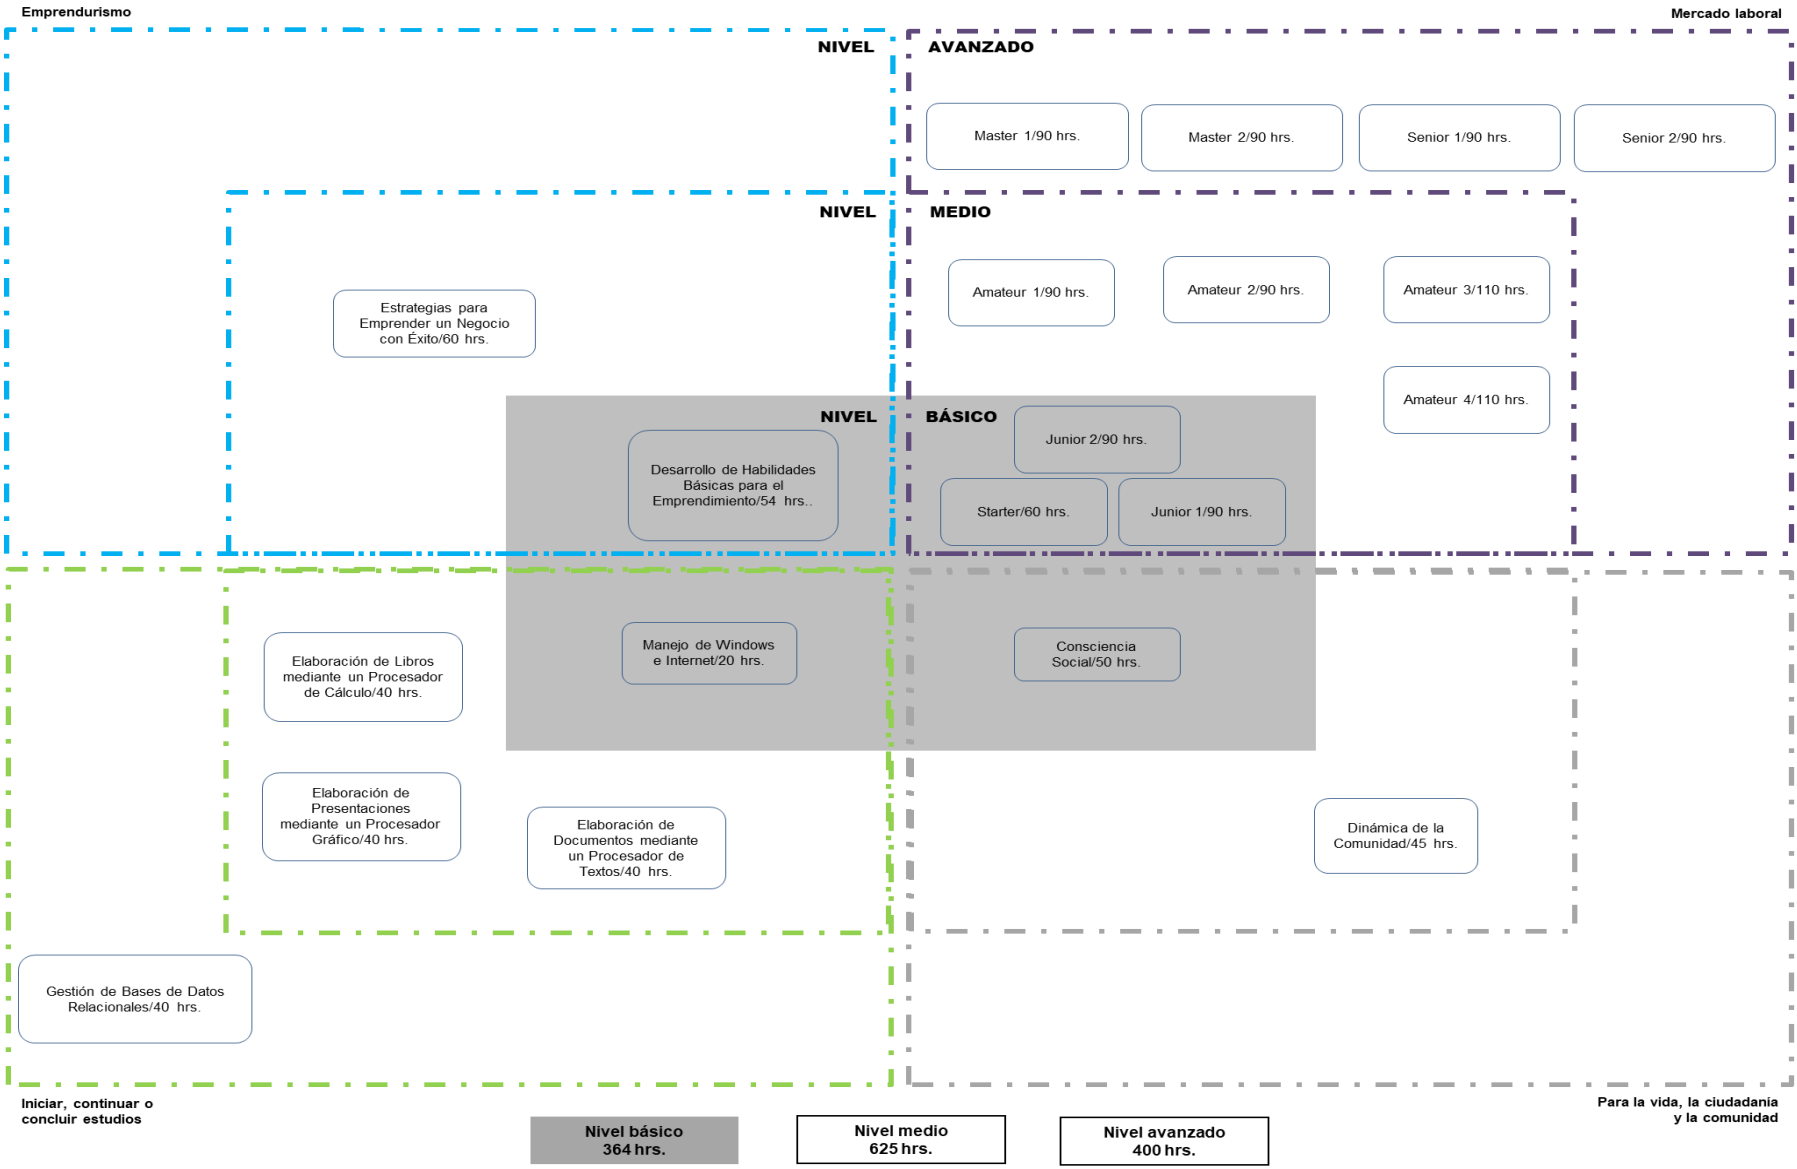 Emprendurismo
Mercado laboral
NIVEL AVANZADO
Master 1/90 hrs.
Master 2/90 hrs.
Senior 1/90 hrs.
Senior 2/90 hrs.
NIVEL MEDIO
Estrategias para
Emprender un Negocio
con Éxito/60 hrs.
Amateur 1/90 hrs.
Amateur 2/90 hrs.
Amateur 3/110 hrs.
Amateur 4/110 hrs.
NIVEL BÁSICO
Desarrollo de Habilidades
Básicas para el
Emprendimiento/54 hrs..
Junior 2/90 hrs.
Starter/60 hrs.
Junior 1/90 hrs.
Elaboración de Libros
mediante un Procesador
de Cálculo/40 hrs.
Manejo de Windows
e Internet/20 hrs.
Consciencia
Social/50 hrs.
Elaboración de
Presentaciones
mediante un Procesador
Gráfico/40 hrs.
Elaboración de
Documentos mediante
un Procesador de
Textos/40 hrs.
Dinámica de la
Comunidad/45 hrs.
Gestión de Bases de Datos
Relacionales/40 hrs.
Iniciar, continuar o
concluir estudios
Para la vida, la ciudadanía
y la comunidad
Nivel básico
364 hrs.
Nivel medio
625 hrs.
Nivel avanzado
400 hrs.